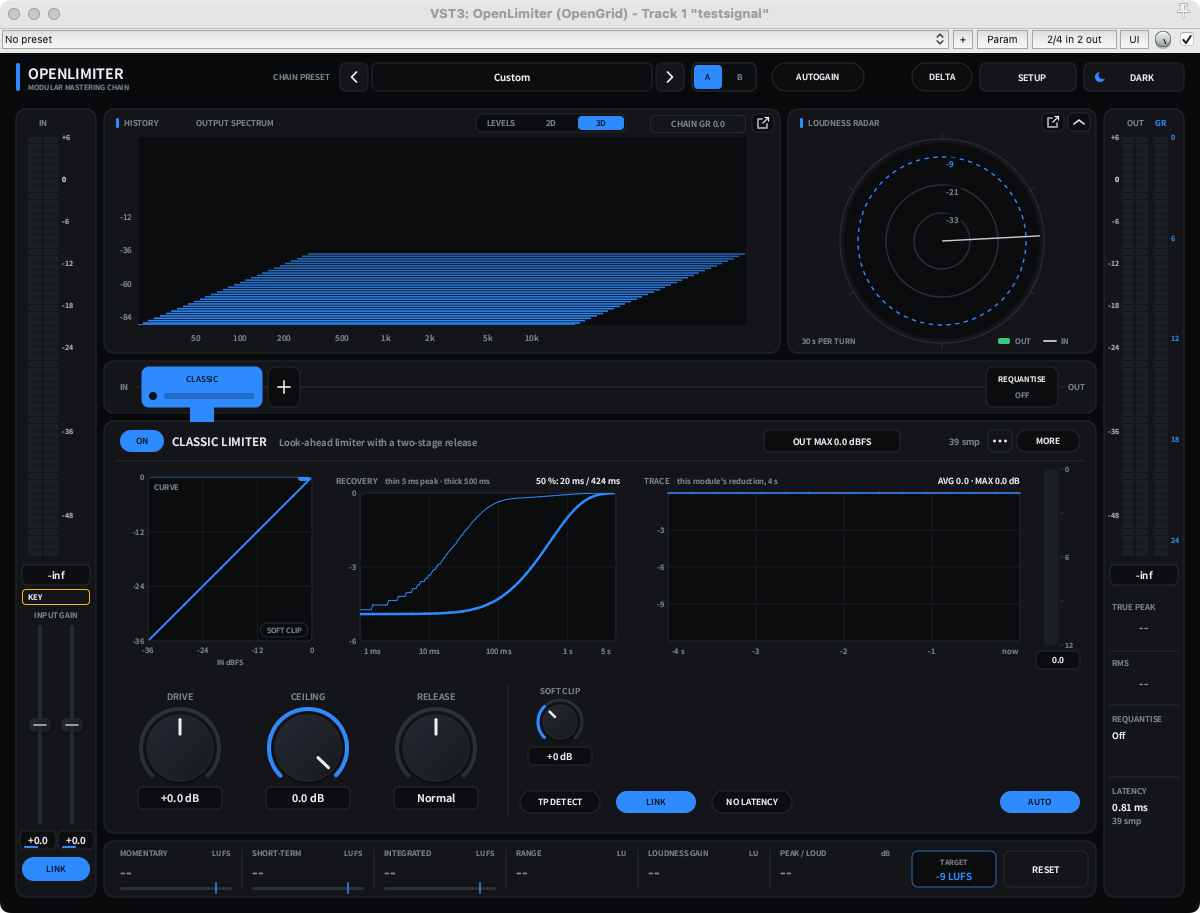 VST3: OpenLimiter (OpenGrid) - Track 1 "testsignal"
No preset + Param 2/4 in 2 out UI
OPENLIMITER
MODULAR MASTERING CHAIN
CHAIN PRESET Custom A B AUTOGAIN DELTA SETUP DARK
IN
+6
0
-6
-12
-18
-24
-36
-48
-inf
KEY
INPUT GAIN
+0.0 +0.0
LINK
HISTORY OUTPUT SPECTRUM LEVELS 2D 3D CHAIN GR 0.0
-12
-36
-60
-84
50 100 200 500 1k 2k 5k 10k
LOUDNESS RADAR
-9
-21
-33
30 s PER TURN OUT IN
IN CLASSIC + REQUANTISE OFF OUT
ON CLASSIC LIMITER Look-ahead limiter with a two-stage release OUT MAX 0.0 dBFS 39 smp ••• MORE
CURVE
0
-12
-24
-36
SOFT CLIP
-36 -24 -12 0
IN dBFS
RECOVERY thin 5 ms peak · thick 500 ms 50 %: 20 ms / 424 ms
0
-3
-6
1 ms 10 ms 100 ms 1 s 5 s
TRACE this module's reduction, 4 s AVG 0.0 · MAX 0.0 dB
-3
-6
-9
-4 s -3 -2 -1 now
0
6
12
0.0
DRIVE CEILING RELEASE SOFT CLIP
+0.0 dB 0.0 dB Normal +0 dB
TP DETECT LINK NO LATENCY AUTO
MOMENTARY LUFS SHORT-TERM LUFS INTEGRATED LUFS RANGE LU LOUDNESS GAIN LU PEAK / LOUD dB
-- -- -- -- -- --
TARGET
-9 LUFS
RESET
OUT GR
+6 0
0
-6 6
-12
-18 12
-24
18
-36
-48 24
-inf
TRUE PEAK
--
RMS
--
REQUANTISE
Off
LATENCY
0.81 ms
39 smp